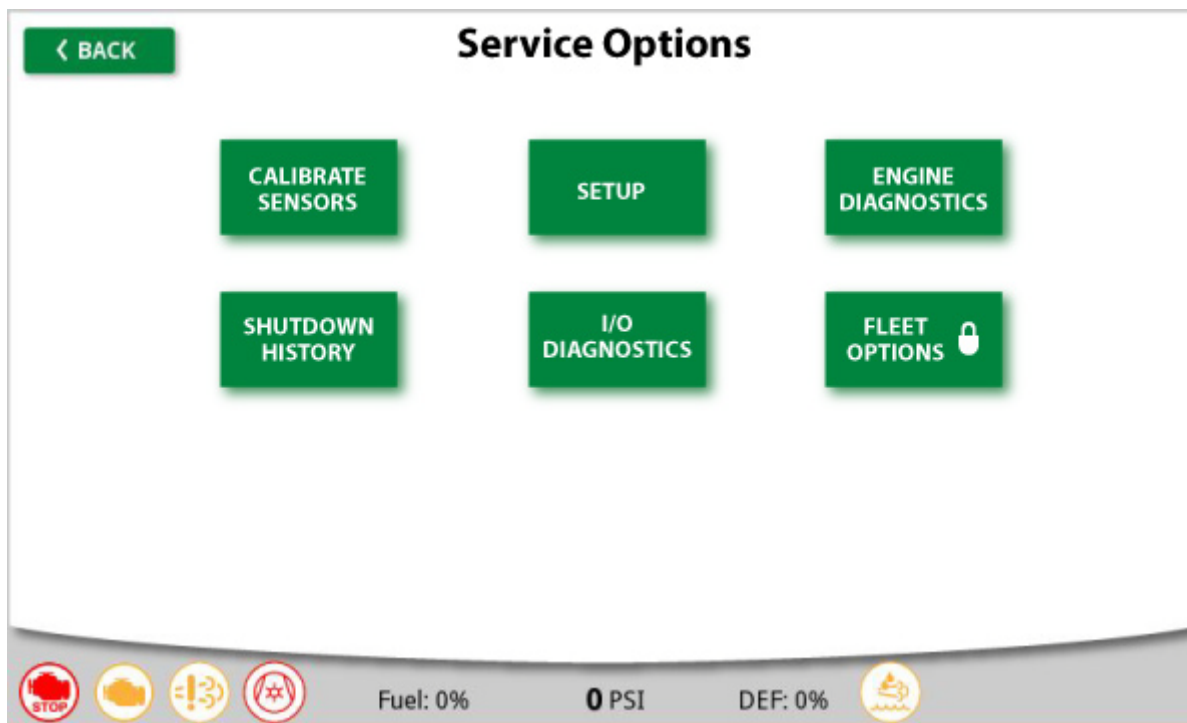 BACK
Service Options
CALIBRATE
SENSORS
SETUP
ENGINE
DIAGNOSTICS
SHUTDOWN
HISTORY
I/O
DIAGNOSTICS
FLEET
OPTIONS
STOP
Fuel: 0%
0 PSI
DEF: 0%